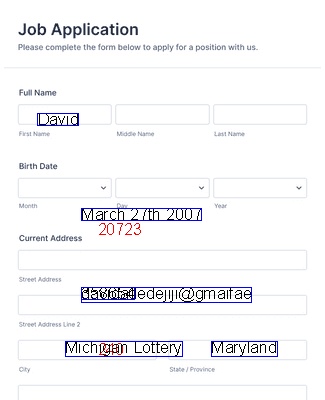 Job Application
Please complete the form below to apply for a position with us.
Full Name
David
First Name Middle Name Last Name
Birth Date
Month Day Year
March 27th 2007
20723
Current Address
Street Address
Street Address Line 2
Michigan Lottery Maryland
City State / Province